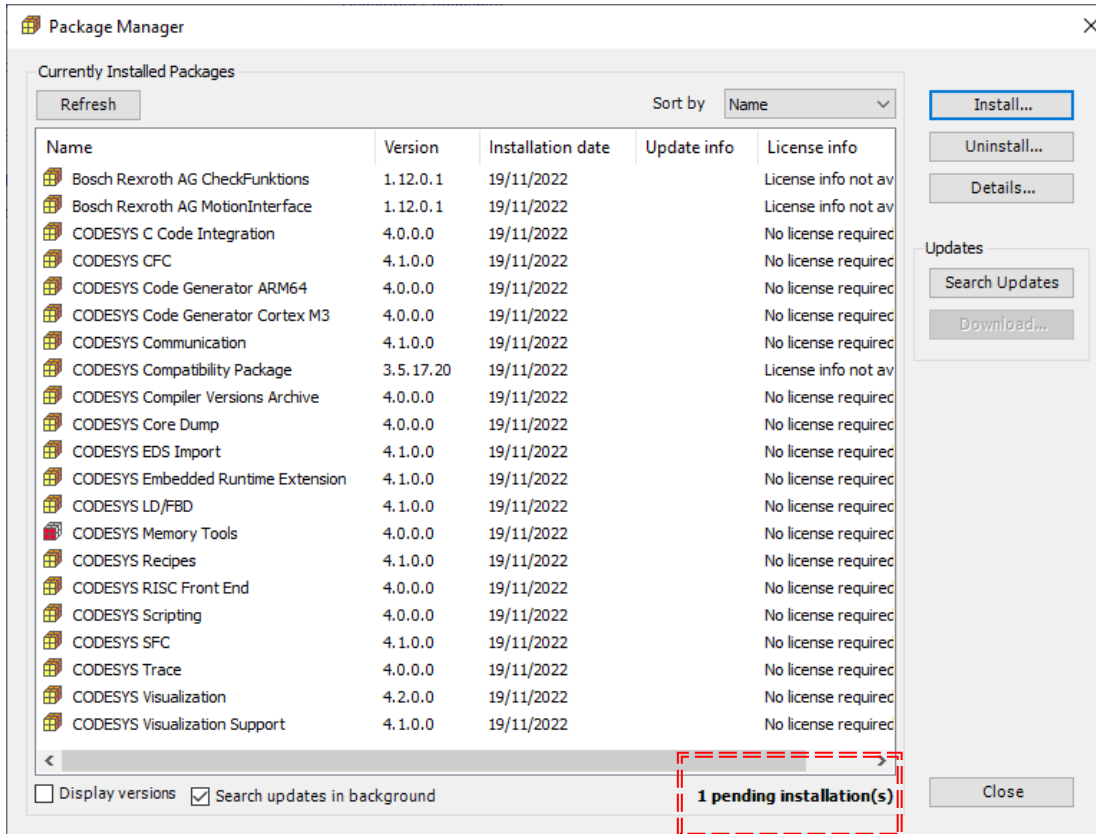 Package Manager
Currently Installed Packages
Refresh
Sort by Name
Install...
Name Version Installation date Update info License info
Uninstall...
Bosch Rexroth AG CheckFunktions 1.12.0.1 19/11/2022 License info not av
Details...
Bosch Rexroth AG MotionInterface 1.12.0.1 19/11/2022 License info not av
CODESYS C Code Integration 4.0.0.0 19/11/2022 No license required
Updates
CODESYS CFC 4.1.0.0 19/11/2022 No license required
Search Updates
CODESYS Code Generator ARM64 4.0.0.0 19/11/2022 No license required
CODESYS Code Generator Cortex M3 4.0.0.0 19/11/2022 No license required
Download...
CODESYS Communication 4.1.0.0 19/11/2022 No license required
CODESYS Compatibility Package 3.5.17.20 19/11/2022 License info not av
CODESYS Compiler Versions Archive 4.0.0.0 19/11/2022 No license required
CODESYS Core Dump 4.0.0.0 19/11/2022 No license required
CODESYS EDS Import 4.1.0.0 19/11/2022 No license required
CODESYS Embedded Runtime Extension 4.1.0.0 19/11/2022 No license required
CODESYS LD/FBD 4.1.0.0 19/11/2022 No license required
CODESYS Memory Tools 4.0.0.0 19/11/2022 No license required
CODESYS Recipes 4.1.0.0 19/11/2022 No license required
CODESYS RISC Front End 4.0.0.0 19/11/2022 No license required
CODESYS Scripting 4.0.0.0 19/11/2022 No license required
CODESYS SFC 4.1.0.0 19/11/2022 No license required
CODESYS Trace 4.0.0.0 19/11/2022 No license required
CODESYS Visualization 4.2.0.0 19/11/2022 No license required
CODESYS Visualization Support 4.1.0.0 19/11/2022 No license required
Display versions Search updates in background 1 pending installation(s)
Close